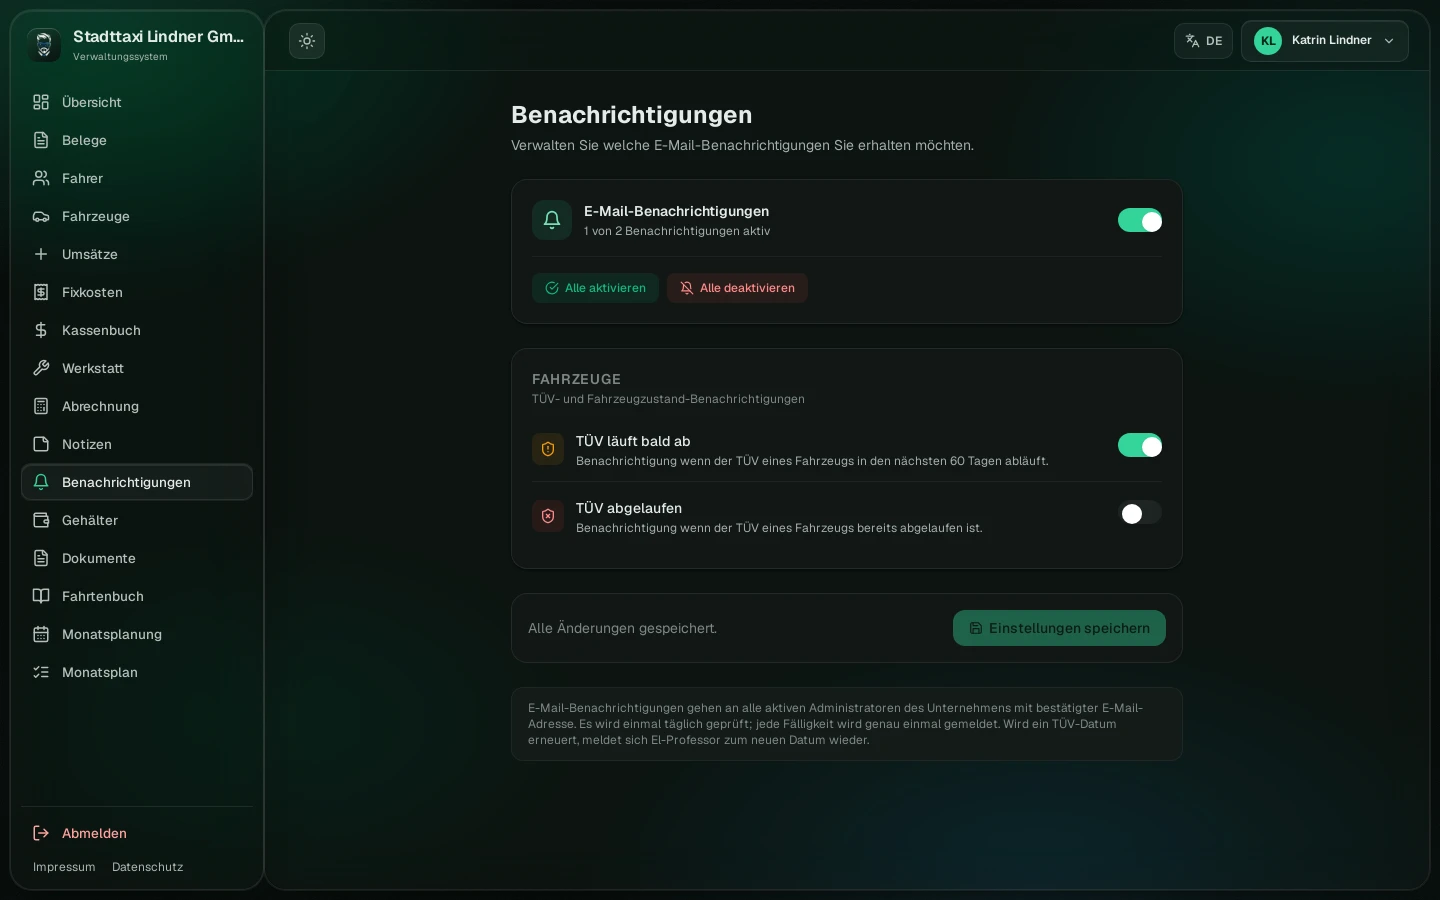 Stadttaxi Lindner Gm...
Verwaltungssystem
Übersicht
Belege
Fahrer
Fahrzeuge
Umsätze
Fixkosten
Kassenbuch
Werkstatt
Abrechnung
Notizen
Benachrichtigungen
Gehälter
Dokumente
Fahrtenbuch
Monatsplanung
Monatsplan
Abmelden
Impressum Datenschutz
DE
KL Katrin Lindner
Benachrichtigungen
Verwalten Sie welche E-Mail-Benachrichtigungen Sie erhalten möchten.
E-Mail-Benachrichtigungen
1 von 2 Benachrichtigungen aktiv
Alle aktivieren Alle deaktivieren
FAHRZEUGE
TÜV- und Fahrzeugzustand-Benachrichtigungen
TÜV läuft bald ab
Benachrichtigung wenn der TÜV eines Fahrzeugs in den nächsten 60 Tagen abläuft.
TÜV abgelaufen
Benachrichtigung wenn der TÜV eines Fahrzeugs bereits abgelaufen ist.
Alle Änderungen gespeichert.
Einstellungen speichern
E-Mail-Benachrichtigungen gehen an alle aktiven Administratoren des Unternehmens mit bestätigter E-Mail-
Adresse. Es wird einmal täglich geprüft; jede Fälligkeit wird genau einmal gemeldet. Wird ein TÜV-Datum
erneuert, meldet sich El-Professor zum neuen Datum wieder.